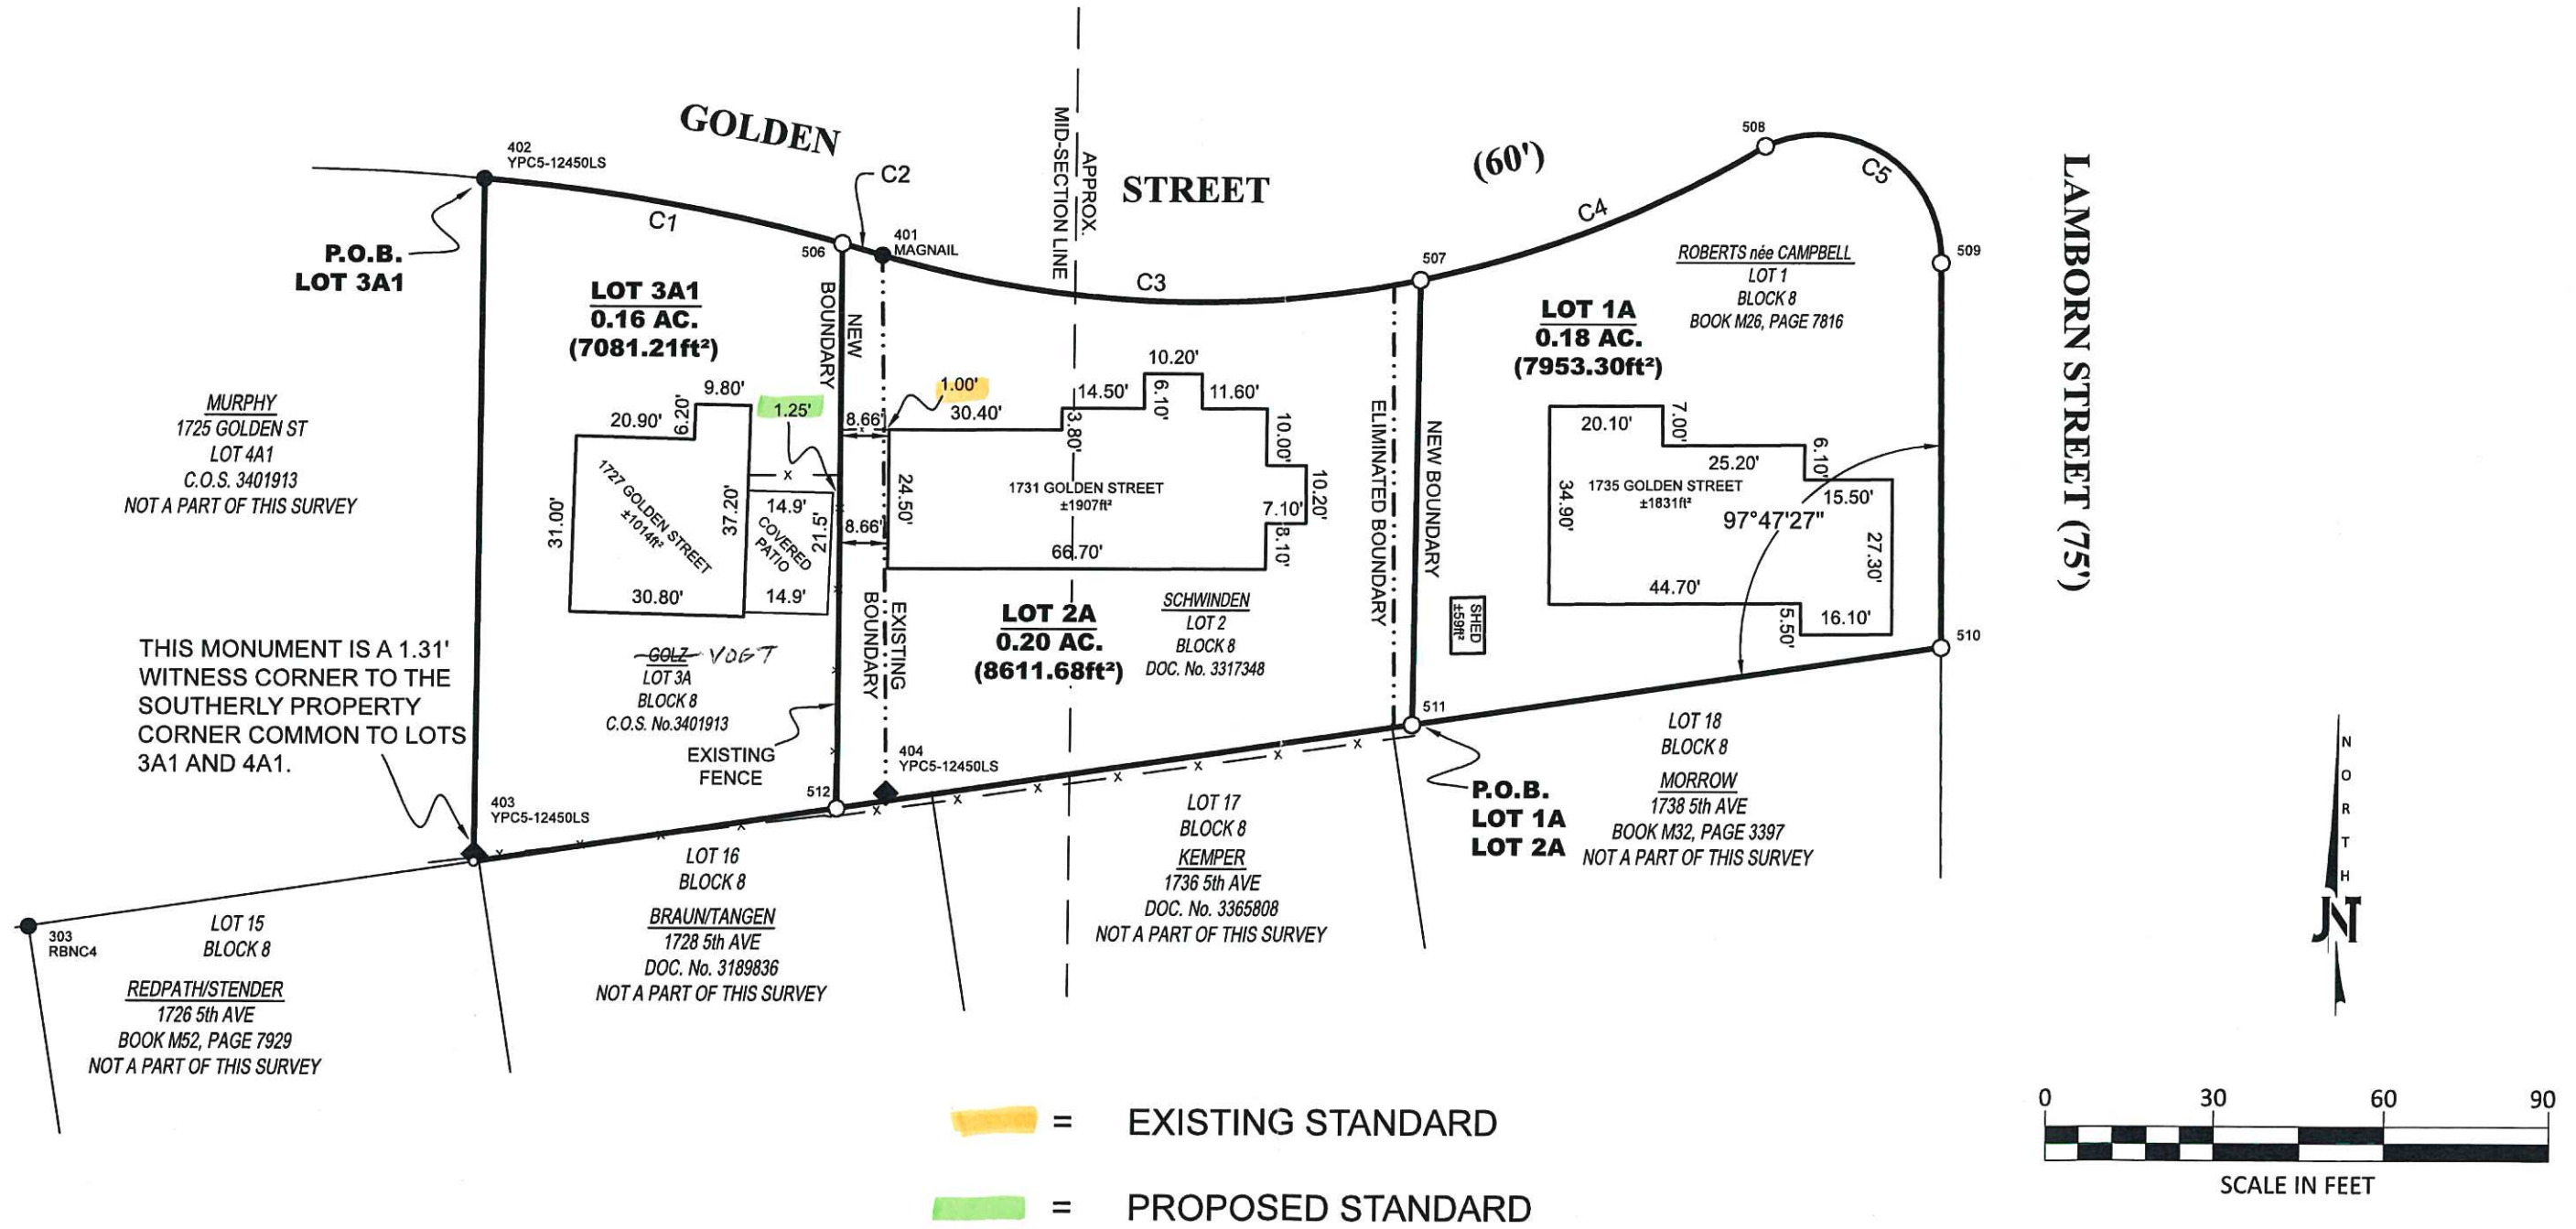 GOLDEN
STREET
(60')
LAMBORN STREET (75')
APPROX.
MID-SECTION LINE
402
YPC5-12450LS
P.O.B.
LOT 3A1
C1
C2
506
401
MAGNAIL
C3
507
C4
508
C5
509
LOT 3A1
0.16 AC.
(7081.21ft²)
NEW
BOUNDARY
ROBERTS née CAMPBELL
LOT 1
BLOCK 8
BOOK M26, PAGE 7816
LOT 1A
0.18 AC.
(7953.30ft²)
MURPHY
1725 GOLDEN ST
LOT 4A1
C.O.S. 3401913
NOT A PART OF THIS SURVEY
9.80'
6.20'
20.90'
1.25'
8.66'
1.00'
30.40'
14.50'
10.20'
6.10'
11.60'
3.80'
10.00'
10.20'
7.10'
8.10'
66.70'
24.50'
1731 GOLDEN STREET
±1907ft²
1727 GOLDEN STREET
±1014ft²
31.00'
37.20'
30.80'
x
14.9'
COVERED
PATIO
21.5'
14.9'
8.66'
ELIMINATED BOUNDARY
NEW BOUNDARY
20.10'
7.00'
25.20'
6.10'
15.50'
34.90'
1735 GOLDEN STREET
±1831ft²
97°47'27"
27.30'
44.70'
5.50'
16.10'
SHED
±59ft²
EXISTING
BOUNDARY
LOT 2A
0.20 AC.
(8611.68ft²)
SCHWINDEN
LOT 2
BLOCK 8
DOC. No. 3317348
GOLZ VOGT
LOT 3A
BLOCK 8
C.O.S. No.3401913
EXISTING
FENCE
THIS MONUMENT IS A 1.31'
WITNESS CORNER TO THE
SOUTHERLY PROPERTY
CORNER COMMON TO LOTS
3A1 AND 4A1.
510
511
404
YPC5-12450LS
512
403
YPC5-12450LS
P.O.B.
LOT 1A
LOT 2A
LOT 18
BLOCK 8
MORROW
1738 5th AVE
BOOK M32, PAGE 3397
NOT A PART OF THIS SURVEY
LOT 17
BLOCK 8
KEMPER
1736 5th AVE
DOC. No. 3365808
NOT A PART OF THIS SURVEY
LOT 16
BLOCK 8
BRAUN/TANGEN
1728 5th AVE
DOC. No. 3189836
NOT A PART OF THIS SURVEY
303
RBNC4
LOT 15
BLOCK 8
REDPATH/STENDER
1726 5th AVE
BOOK M52, PAGE 7929
NOT A PART OF THIS SURVEY
NORTH
JNT
= EXISTING STANDARD
= PROPOSED STANDARD
0 30 60 90
SCALE IN FEET